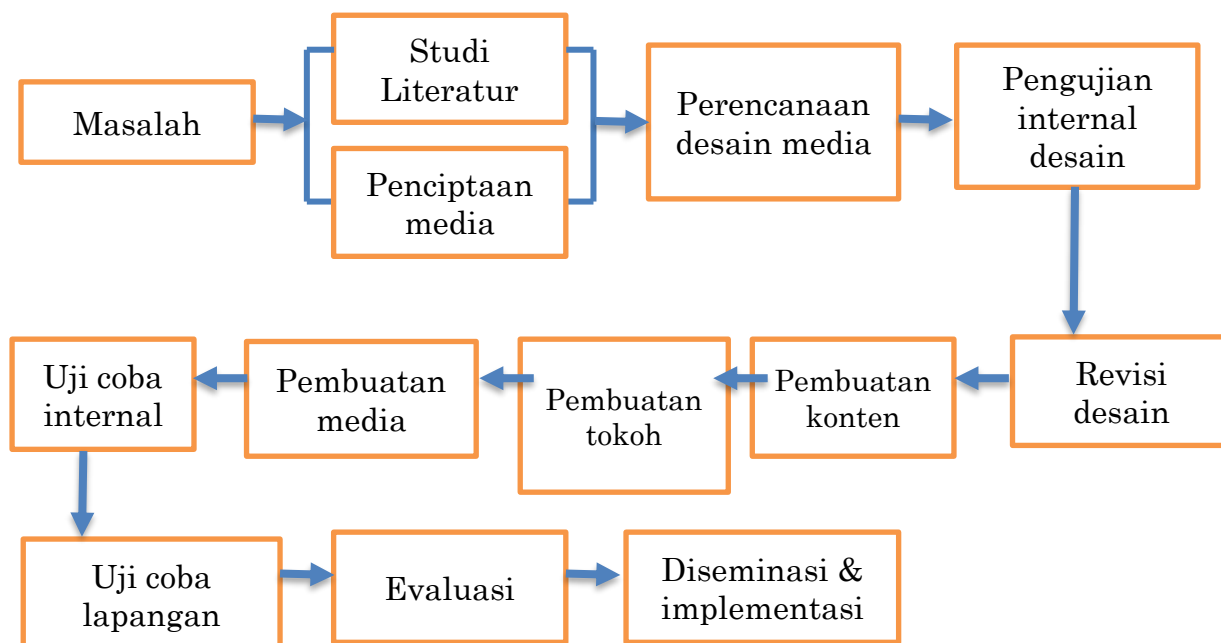 Masalah
Studi
Literatur
Penciptaan
media
Perencanaan
desain media
Pengujian
internal
desain
Revisi
desain
Pembuatan
konten
Pembuatan
tokoh
Pembuatan
media
Uji coba
internal
Uji coba
lapangan
Evaluasi
Diseminasi &
implementasi